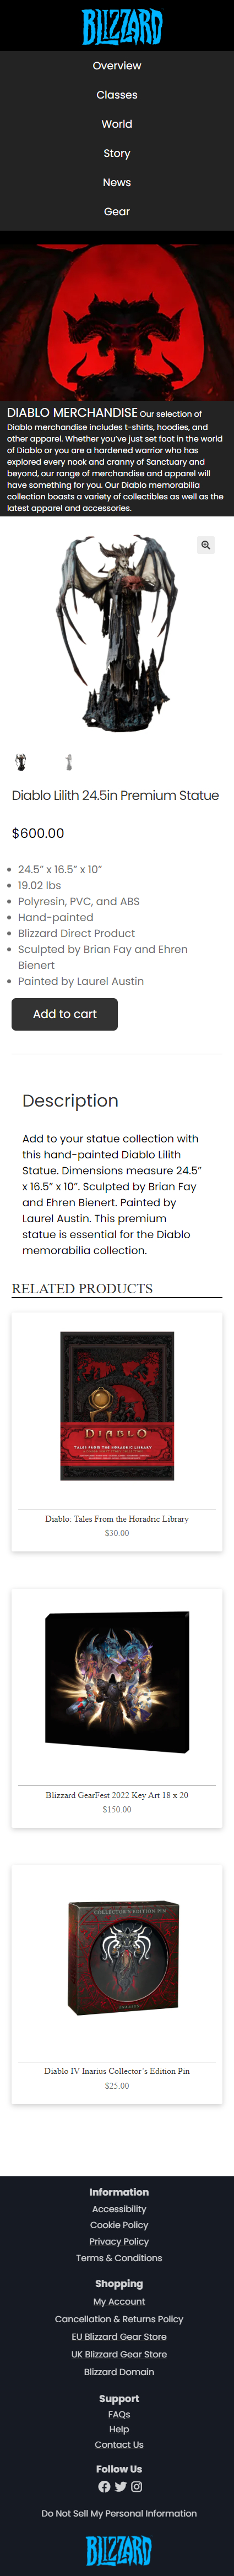 BLIZZARD
Overview
Classes
World
Story
News
Gear
DIABLO MERCHANDISE Our selection of
Diablo merchandise includes t-shirts, hoodies, and
other apparel. Whether you've just set foot in the world
of Diablo or you are a hardened warrior who has
explored every nook and cranny of Sanctuary and
beyond, our range of merchandise and apparel will
have something for you. Our Diablo memorabilia
collection boasts a variety of collectibles as well as the
latest apparel and accessories.
Diablo Lilith 24.5in Premium Statue
$600.00
24.5” x 16.5” x 10”
19.02 lbs
Polyresin, PVC, and ABS
Hand-painted
Blizzard Direct Product
Sculpted by Brian Fay and Ehren
Bienert
Painted by Laurel Austin
Add to cart
Description
Add to your statue collection with
this hand-painted Diablo Lilith
Statue. Dimensions measure 24.5”
x 16.5” x 10”. Sculpted by Brian Fay
and Ehren Bienert. Painted by
Laurel Austin. This premium
statue is essential for the Diablo
memorabilia collection.
RELATED PRODUCTS
DIABLO
TALES FROM THE HORADRIC LIBRARY
Diablo: Tales From the Horadric Library
$30.00
Blizzard GearFest 2022 Key Art 18 x 20
$150.00
COLLECTOR'S EDITION PIN
INARIUS
Diablo IV Inarius Collector's Edition Pin
$25.00
Information
Accessibility
Cookie Policy
Privacy Policy
Terms & Conditions
Shopping
My Account
Cancellation & Returns Policy
EU Blizzard Gear Store
UK Blizzard Gear Store
Blizzard Domain
Support
FAQs
Help
Contact Us
Follow Us
Do Not Sell My Personal Information
BLIZZARD